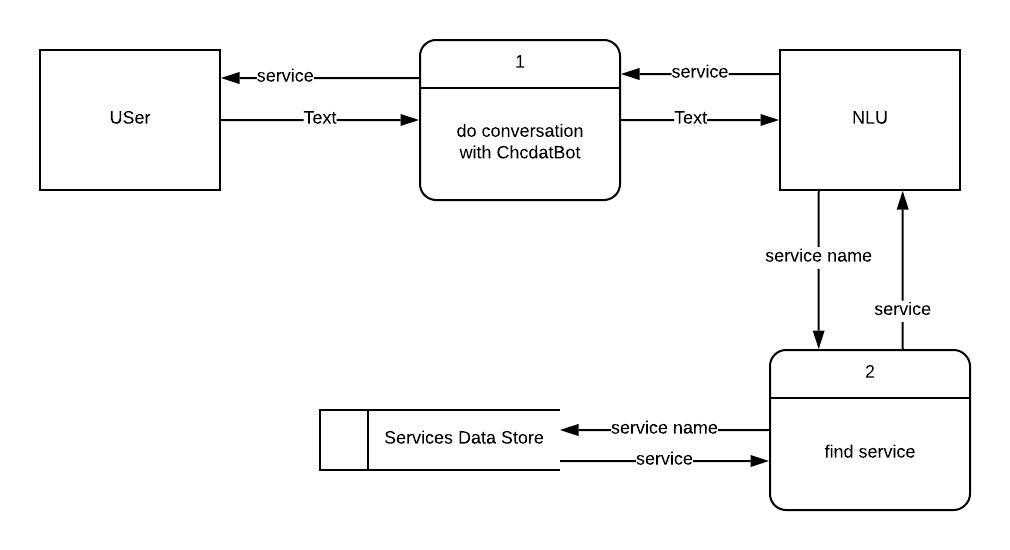 1
service
service
USer
Text
do conversation
with ChcdatBot
Text
NLU
service name
service
2
Services Data Store
service name
service
find service